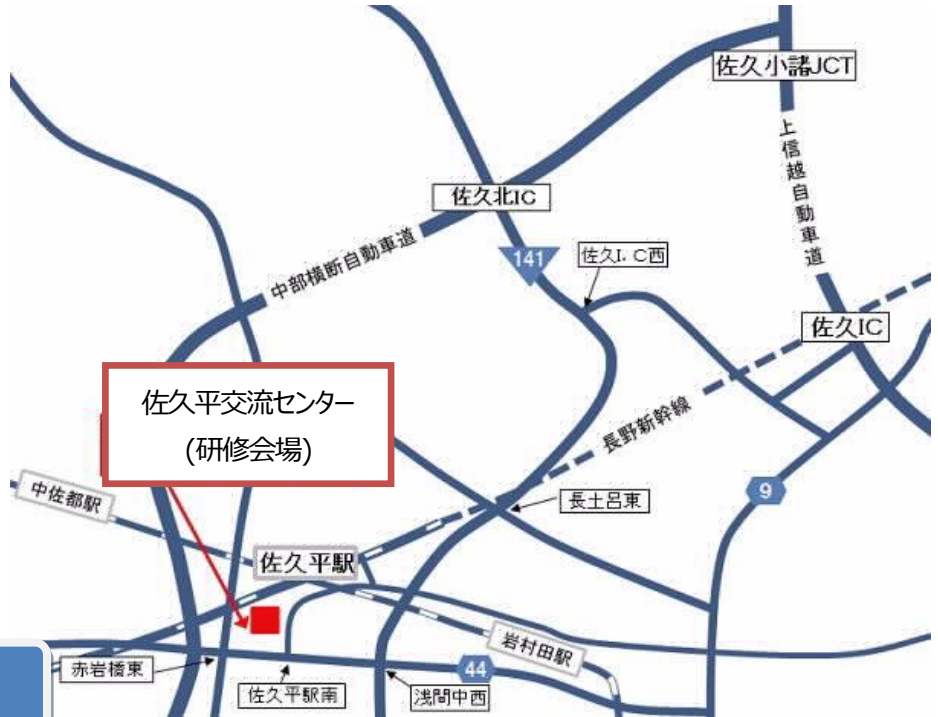 佐久小諸JCT
上信越自動車道
佐久北IC
中部横断自動車道
141
佐久I.C西
佐久IC
佐久平交流センター
(研修会場)
長野新幹線
中佐都駅
長土呂東
9
佐久平駅
岩村田駅
赤岩橋東
44
佐久平駅南
浅間中西